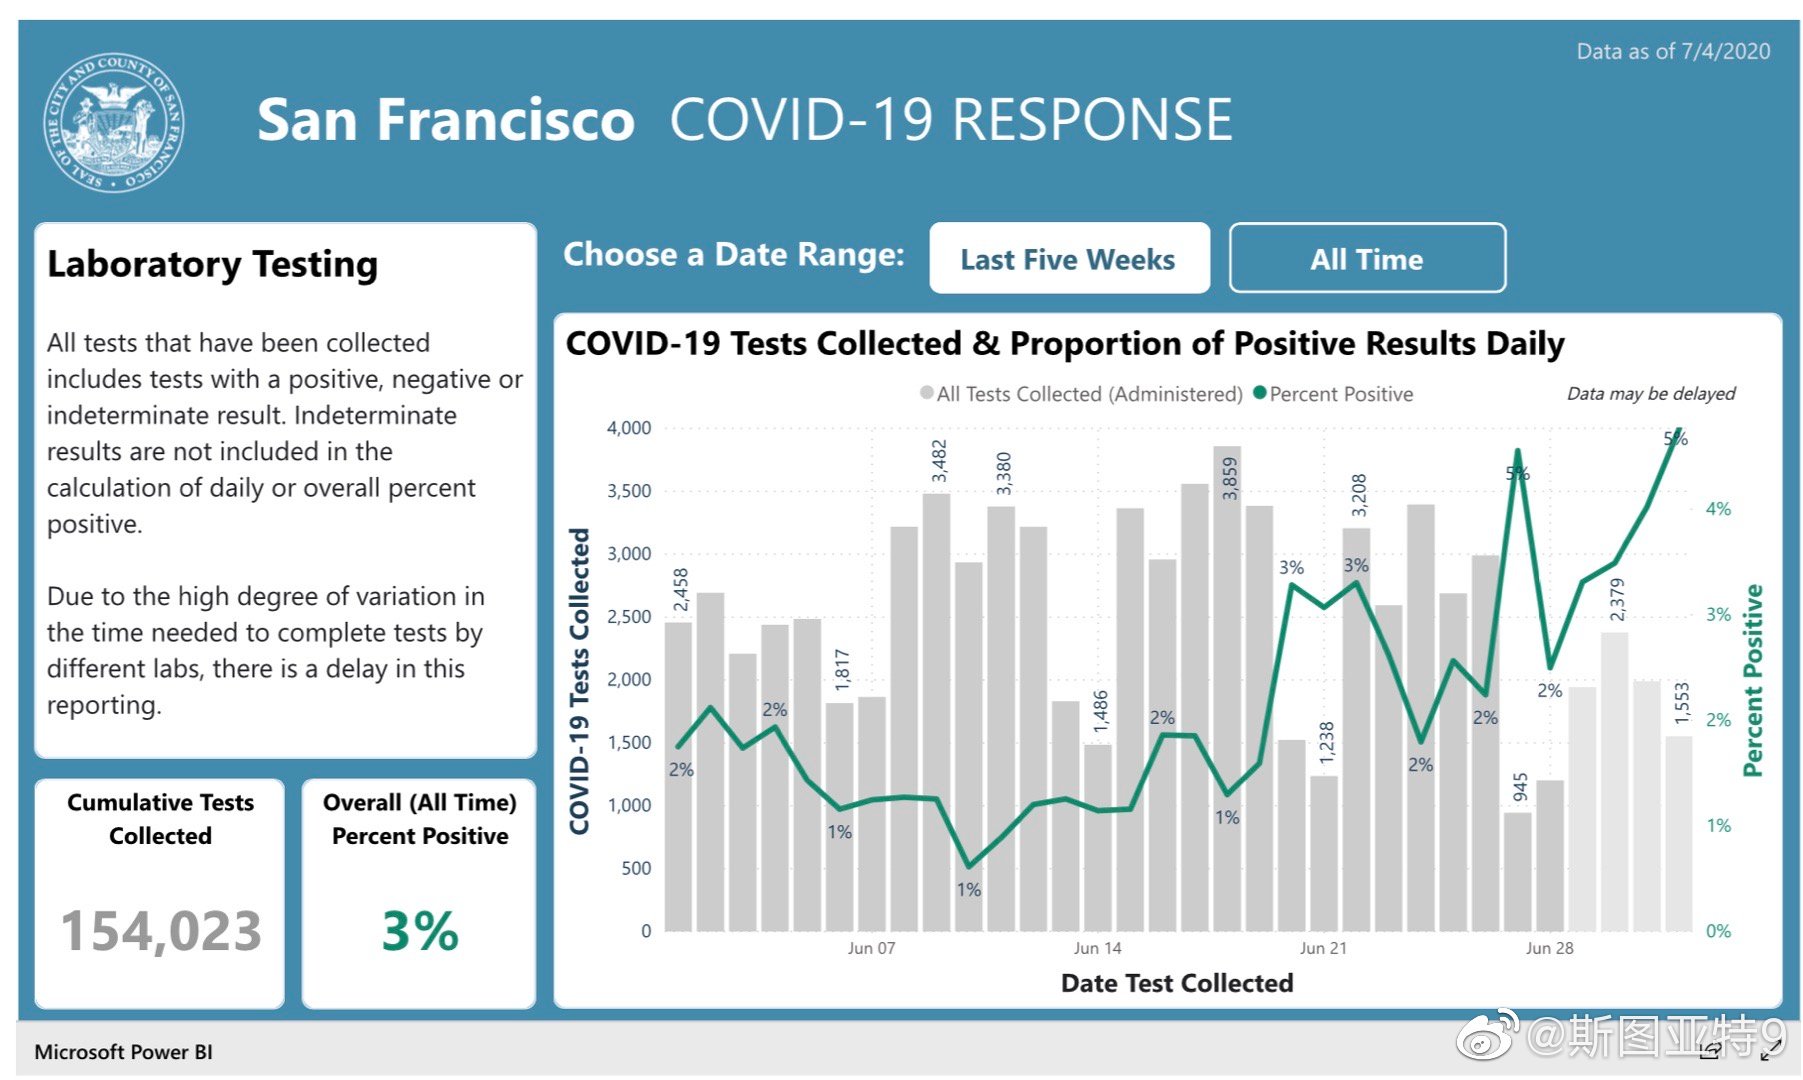 Data as of 7/4/2020
SEAL OF THE CITY AND COUNTY OF SAN FRANCISCO
San Francisco COVID-19 RESPONSE
Laboratory Testing
All tests that have been collected
includes tests with a positive, negative or
indeterminate result. Indeterminate
results are not included in the
calculation of daily or overall percent
positive.
Due to the high degree of variation in
the time needed to complete tests by
different labs, there is a delay in this
reporting.
Cumulative Tests
Collected
154,023
Overall (All Time)
Percent Positive
3%
Choose a Date Range:
Last Five Weeks
All Time
COVID-19 Tests Collected & Proportion of Positive Results Daily
All Tests Collected (Administered) Percent Positive
Data may be delayed
COVID-19 Tests Collected
4,000
3,500
3,000
2,500
2,000
1,500
1,000
500
0
2,458
1,817
3,482
3,380
1,486
3,859
1,238
3,208
945
2,379
1,553
2%
2%
1%
1%
2%
1%
3%
3%
2%
2%
5%
2%
5%
4%
3%
2%
1%
0%
Percent Positive
Jun 07
Jun 14
Jun 21
Jun 28
Date Test Collected
Microsoft Power BI
@斯图亚特9